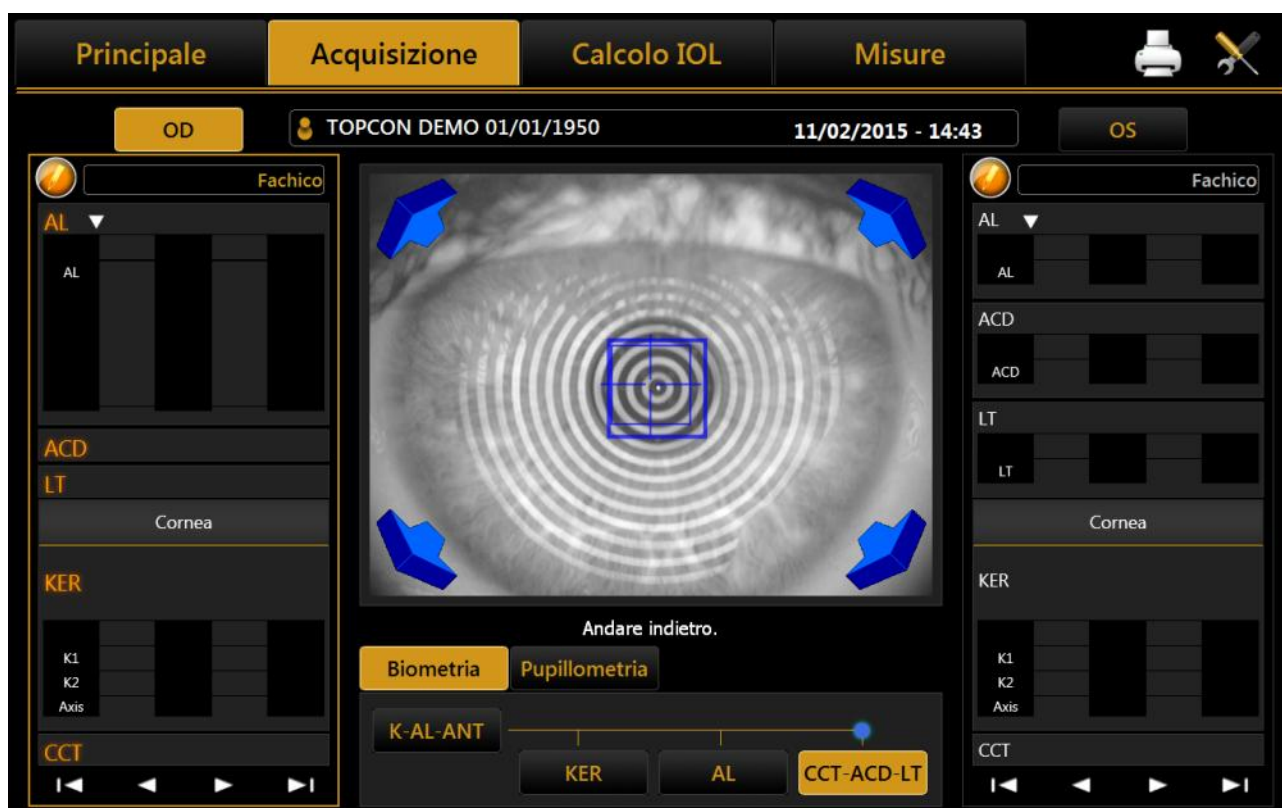 Principale Acquisizione Calcolo IOL Misure
OD TOPCON DEMO 01/01/1950 11/02/2015 - 14:43 OS
Fachico
AL
AL
ACD
LT
Cornea
KER
K1
K2
Axis
CCT
Andare indietro.
Biometria Pupillometria
K-AL-ANT
KER AL CCT-ACD-LT
Fachico
AL
AL
ACD
ACD
LT
LT
Cornea
KER
K1
K2
Axis
CCT